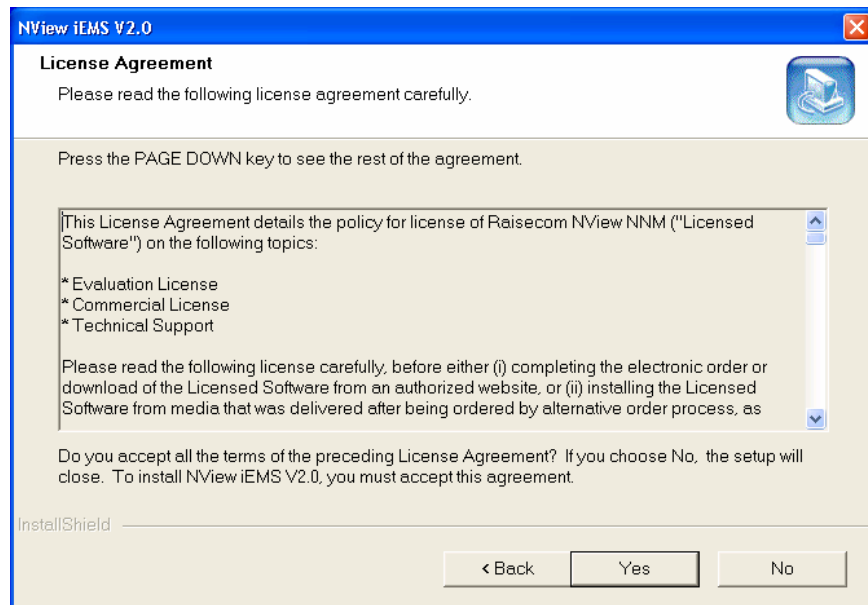 NView iEMS V2.0
License Agreement
Please read the following license agreement carefully.
Press the PAGE DOWN key to see the rest of the agreement.
This License Agreement details the policy for license of Raisecom NView NNM ("Licensed
Software") on the following topics:
* Evaluation License
* Commercial License
* Technical Support
Please read the following license carefully, before either (i) completing the electronic order or
download of the Licensed Software from an authorized website, or (ii) installing the Licensed
Software from media that was delivered after being ordered by alternative order process, as
Do you accept all the terms of the preceding License Agreement? If you choose No, the setup will
close. To install NView iEMS V2.0, you must accept this agreement.
InstallShield
< Back Yes No